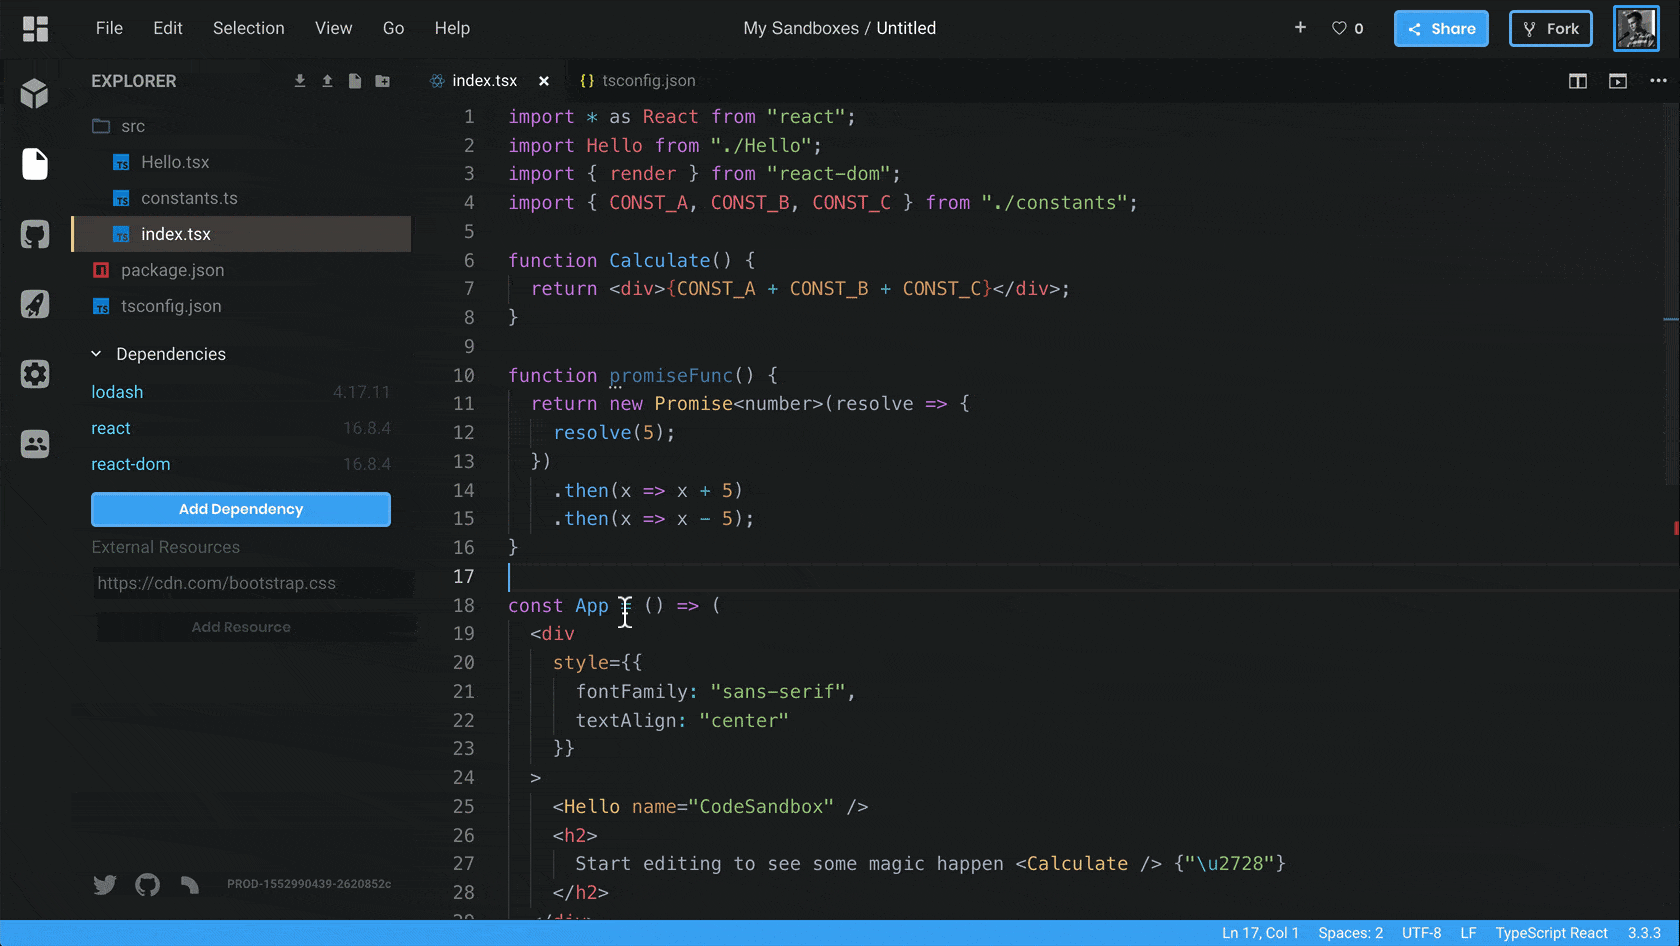 File Edit Selection View Go Help
My Sandboxes / Untitled
+ 0 Share Fork
EXPLORER
src
Hello.tsx
constants.ts
index.tsx
package.json
tsconfig.json
Dependencies
lodash 4.17.11
react 16.8.4
react-dom 16.8.4
Add Dependency
External Resources
https://cdn.com/bootstrap.css
Add Resource
PROD-1552990439-2620852c
index.tsx × {} tsconfig.json
1 import * as React from "react";
2 import Hello from "./Hello";
3 import { render } from "react-dom";
4 import { CONST_A, CONST_B, CONST_C } from "./constants";
5
6 function Calculate() {
7 return <div>{CONST_A + CONST_B + CONST_C}</div>;
8 }
9
10 function promiseFunc() {
11 return new Promise<number>(resolve => {
12 resolve(5);
13 })
14 .then(x => x + 5)
15 .then(x => x - 5);
16 }
17
18 const App = () => (
19 <div
20 style={{
21 fontFamily: "sans-serif",
22 textAlign: "center"
23 }}
24 >
25 <Hello name="CodeSandbox" />
26 <h2>
27 Start editing to see some magic happen <Calculate /> {"\u2728"}
28 </h2>
29 </div>
Ln 17, Col 1 Spaces: 2 UTF-8 LF TypeScript React 3.3.3